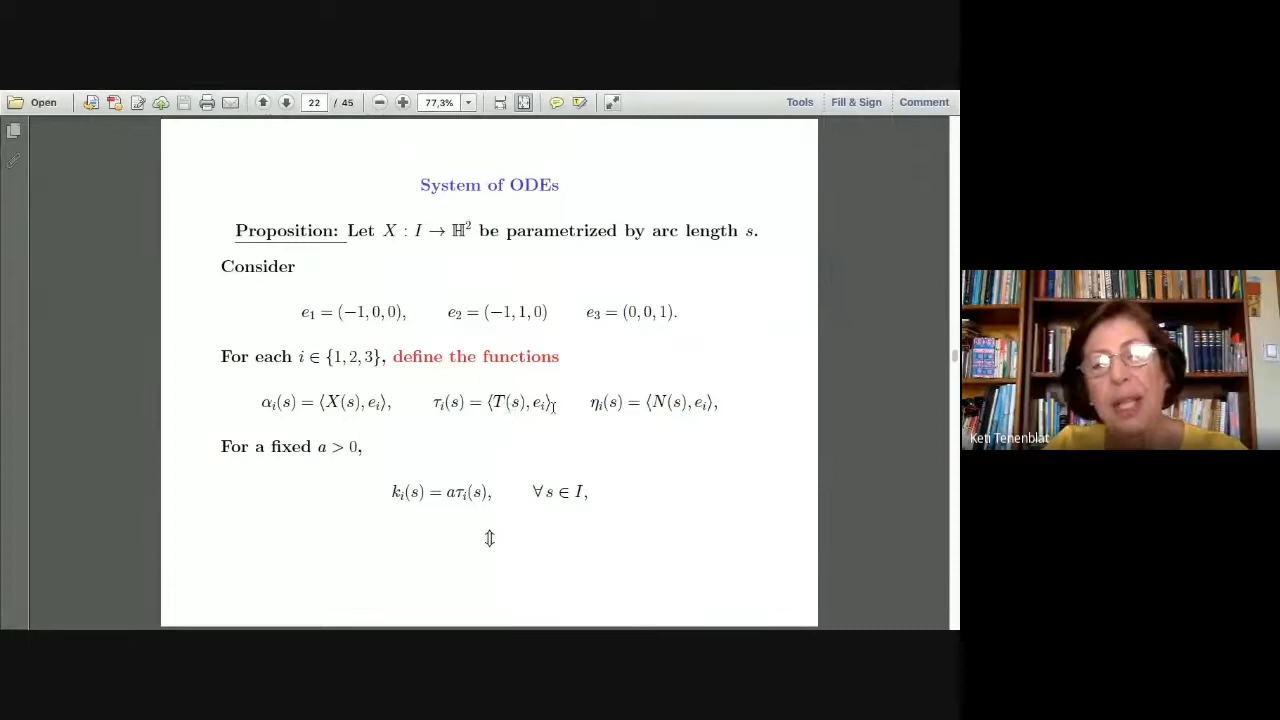 Open 22 / 45 77,3% Tools Fill & Sign Comment
System of ODEs
Proposition: Let X : I → ℍ² be parametrized by arc length s.
Consider
e₁ = (−1, 0, 0), e₂ = (−1, 1, 0) e₃ = (0, 0, 1).
For each i ∈ {1, 2, 3}, define the functions
αᵢ(s) = ⟨X(s), eᵢ⟩, τᵢ(s) = ⟨T(s), eᵢ⟩, ηᵢ(s) = ⟨N(s), eᵢ⟩,
For a fixed a > 0,
kᵢ(s) = aτᵢ(s), ∀ s ∈ I,
⇕
Keti Tenenblat